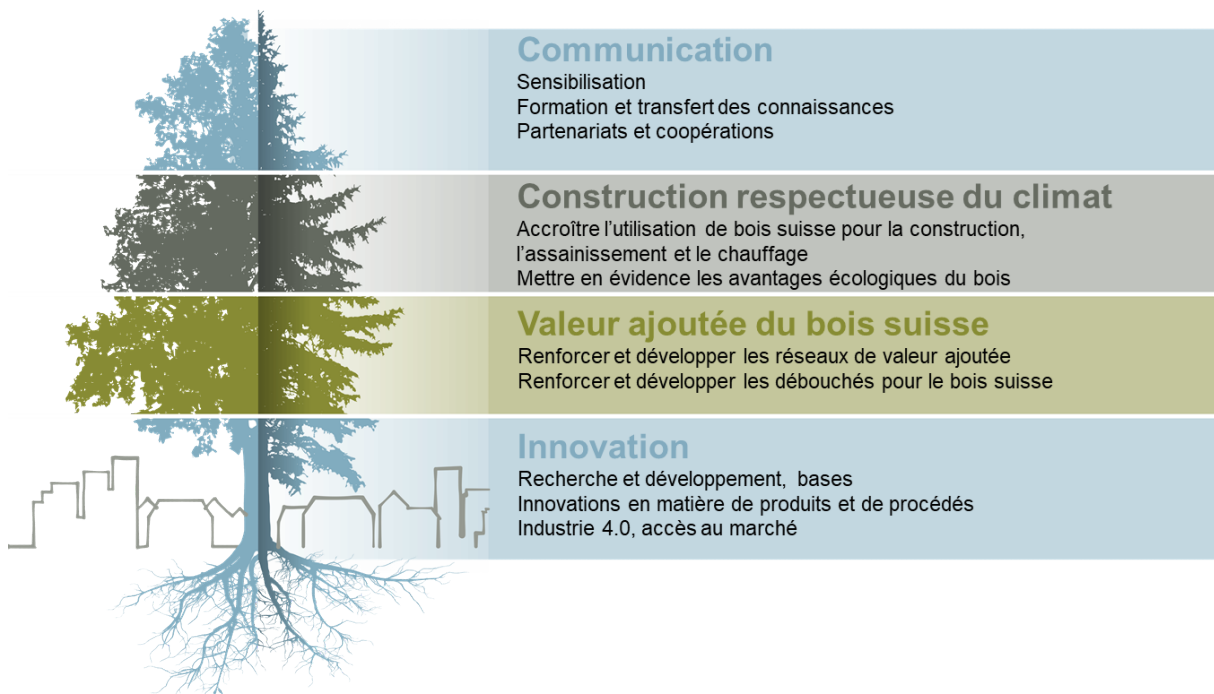 Communication
Sensibilisation
Formation et transfert des connaissances
Partenariats et coopérations
Construction respectueuse du climat
Accroître l’utilisation de bois suisse pour la construction,
l’assainissement et le chauffage
Mettre en évidence les avantages écologiques du bois
Valeur ajoutée du bois suisse
Renforcer et développer les réseaux de valeur ajoutée
Renforcer et développer les débouchés pour le bois suisse
Innovation
Recherche et développement, bases
Innovations en matière de produits et de procédés
Industrie 4.0, accès au marché